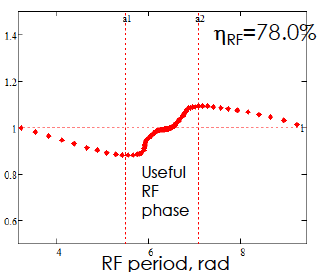 a1 a2
ηRF=78.0%
1.4
1.2
1 1
0.8
Useful
RF
phase
0.6
4 6 8
RF period, rad